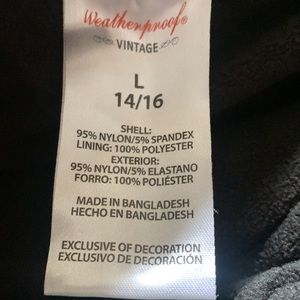 Weatherproof®
VINTAGE
L
14/16
SHELL:
95% NYLON/5% SPANDEX
LINING: 100% POLYESTER
EXTERIOR:
95% NYLON/5% ELASTANO
FORRO: 100% POLIÉSTER
MADE IN BANGLADESH
HECHO EN BANGLADESH
EXCLUSIVE OF DECORATION
EXCLUSIVO DE DECORACIÓN